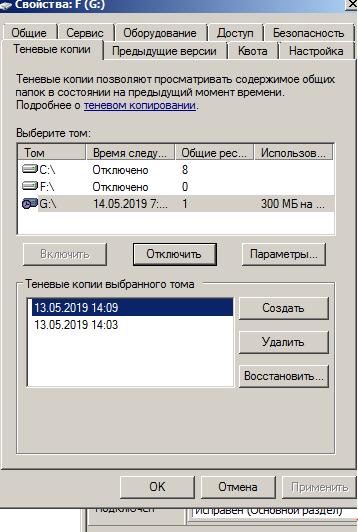 Свойства: F (G:)
Общие Сервис Оборудование Доступ Безопасность
Теневые копии Предыдущие версии Квота Настройка
Теневые копии позволяют просматривать содержимое общих
папок в состоянии на предыдущий момент времени.
Подробнее о теневом копировании.
Выберите том:
Том Время следу... Общие рес... Использов...
C:\ Отключено 8
F:\ Отключено 0
G:\ 14.05.2019 7:... 1 300 МБ на ...
Включить Отключить Параметры...
Теневые копии выбранного тома
13.05.2019 14:09
13.05.2019 14:03
Создать
Удалить
Восстановить...
OK Отмена Применить
Подключен Исправен (Основной раздел)